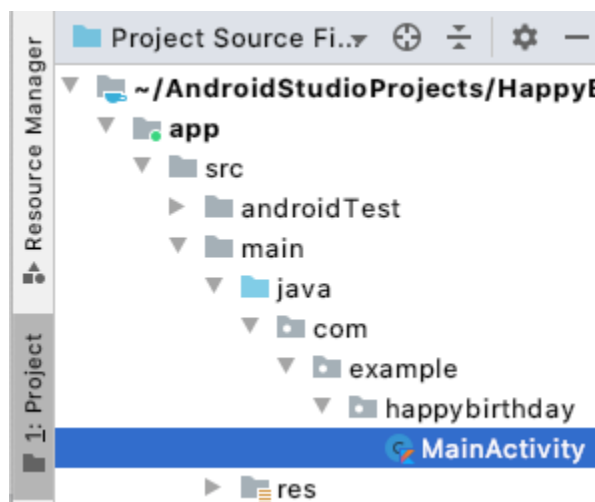 Project Source Fi..
~/AndroidStudioProjects/HappyB
app
src
androidTest
main
java
com
example
happybirthday
MainActivity
res
Resource Manager
1: Project